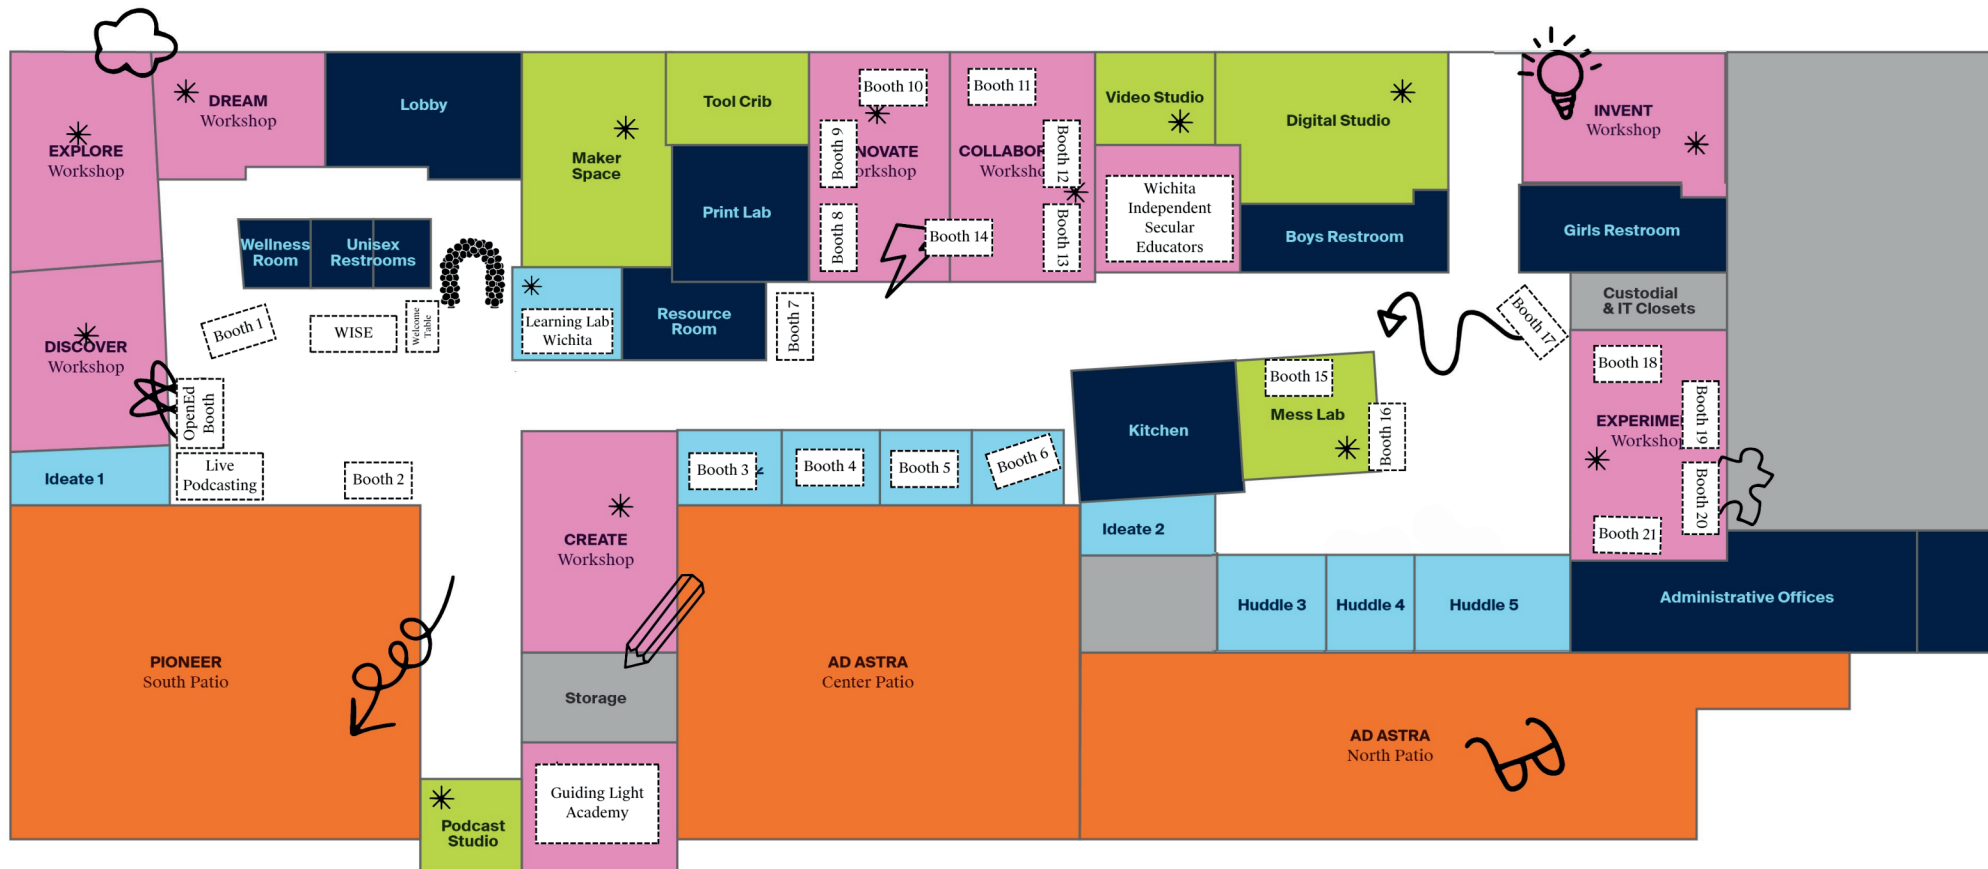 EXPLORE
Workshop
DREAM
Workshop
Lobby
Maker
Space
Tool Crib
Print Lab
Booth 10
Booth 9
NOVATE
orkshop
Booth 8
Booth 11
COLLABOR
Worksho
Booth 12
Booth 13
Booth 14
Video Studio
Digital Studio
Wichita
Independent
Secular
Educators
Boys Restroom
INVENT
Workshop
Girls Restroom
Custodial
& IT Closets
Wellness
Room
Unisex
Restrooms
DISCOVER
Workshop
Booth 1
WISE
Welcome
Table
Learning Lab
Wichita
Resource
Room
Booth 7
Booth 17
OpenEd
Booth
Ideate 1
Live
Podcasting
Booth 2
Booth 3
Booth 4
Booth 5
Booth 6
Kitchen
Booth 15
Mess Lab
Booth 16
Booth 18
EXPERIME
Workshop
Booth 19
Booth 20
Booth 21
CREATE
Workshop
Ideate 2
Huddle 3
Huddle 4
Huddle 5
Administrative Offices
PIONEER
South Patio
Storage
AD ASTRA
Center Patio
AD ASTRA
North Patio
Guiding Light
Academy
Podcast
Studio